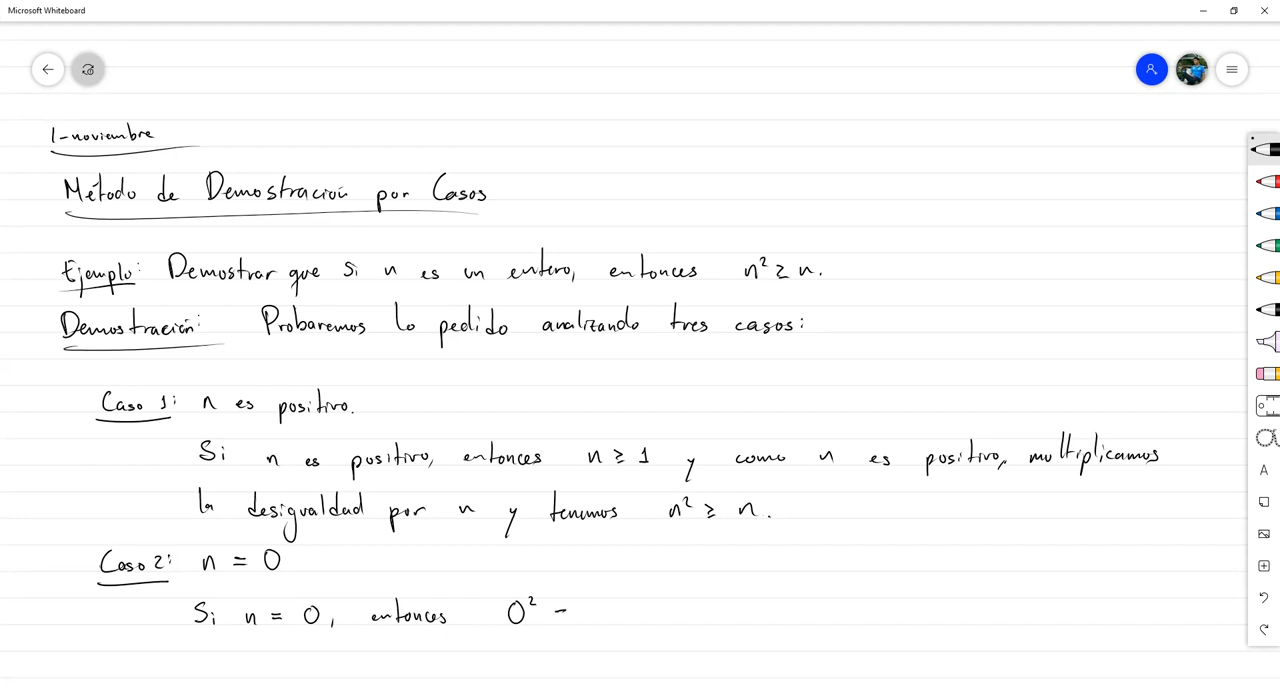 Microsoft Whiteboard
1-noviembre
Método de Demostración por Casos
Ejemplo: Demostrar que si n es un entero, entonces n² ≥ n.
Demostración: Probaremos lo pedido analizando tres casos:
Caso 1: n es positivo.
Si n es positivo, entonces n ≥ 1 y como n es positivo, multiplicamos
la desigualdad por n y tenemos n² ≥ n.
Caso 2: n = 0
Si n = 0, entonces 0² -